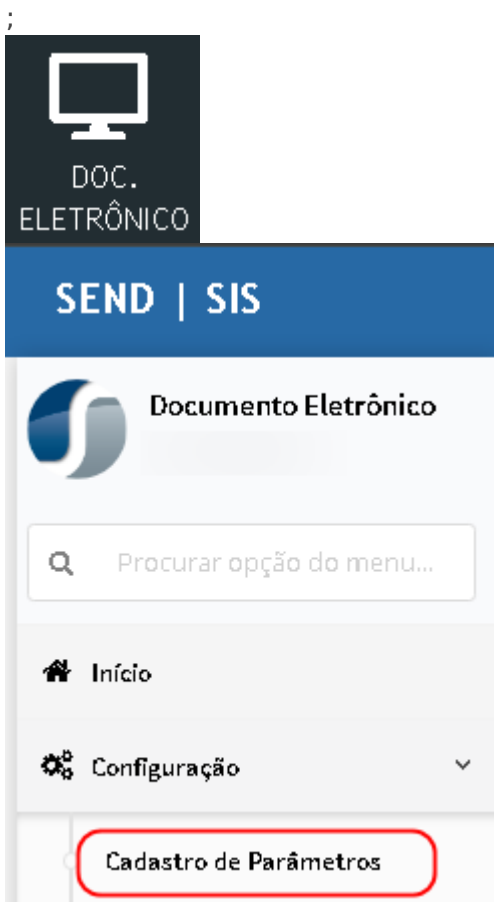 ;
DOC.
ELETRÔNICO
SEND | SIS
Documento Eletrônico
Procurar opção do menu...
Início
Configuração
Cadastro de Parâmetros